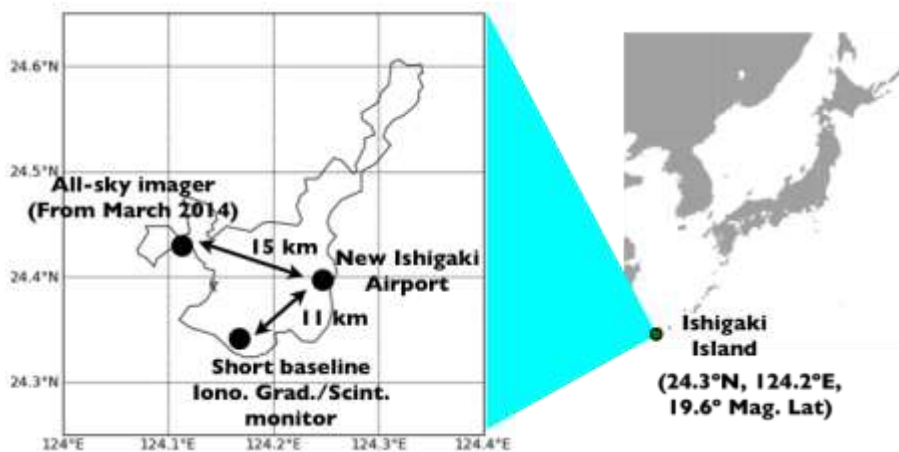 24.6°N
24.5°N
All-sky imager
(From March 2014)
15 km
New Ishigaki
Airport
24.4°N
11 km
Short baseline
Iono. Grad./Scint.
monitor
24.3°N
124°E
124.1°E
124.2°E
124.3°E
124.4°E
Ishigaki
Island
(24.3°N, 124.2°E,
19.6° Mag. Lat)